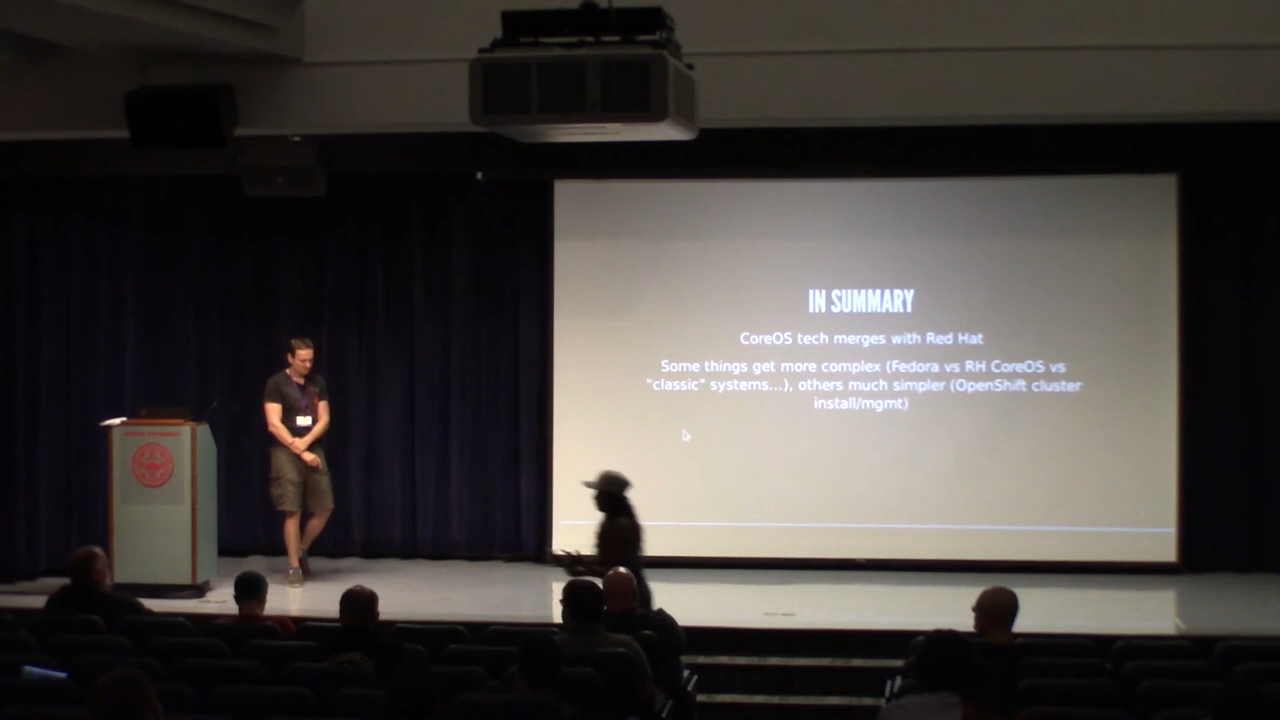 IN SUMMARY
CoreOS tech merges with Red Hat
Some things get more complex (Fedora vs RH CoreOS vs
"classic" systems...), others much simpler (OpenShift cluster
install/mgmt)